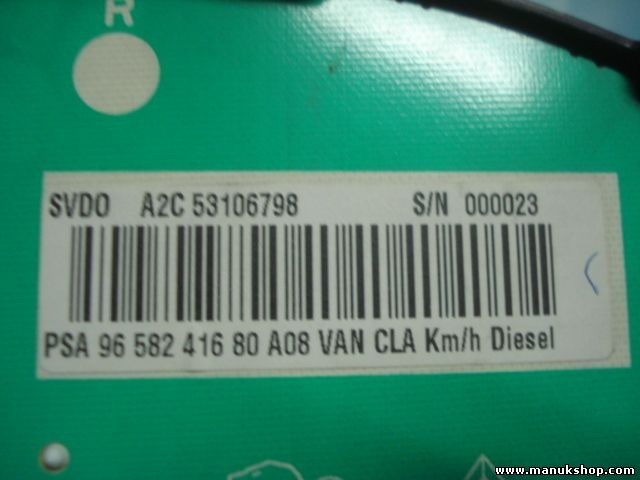 R
SVDO A2C 53106798 S/N 000023
PSA 96 582 416 80 A08 VAN CLA Km/h Diesel
www.manukshop.com